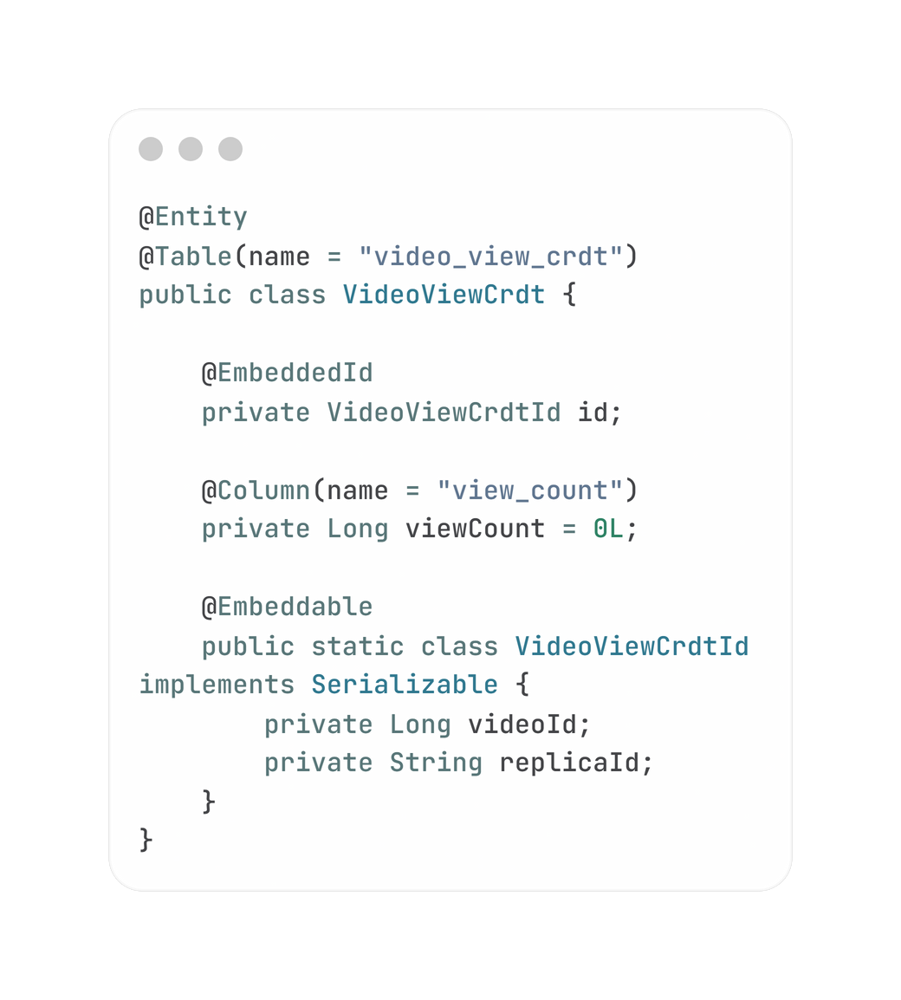 @Entity
@Table(name = "video_view_crdt")
public class VideoViewCrdt {

    @EmbeddedId
    private VideoViewCrdtId id;

    @Column(name = "view_count")
    private Long viewCount = 0L;

    @Embeddable
    public static class VideoViewCrdtId
implements Serializable {
        private Long videoId;
        private String replicaId;
    }
}